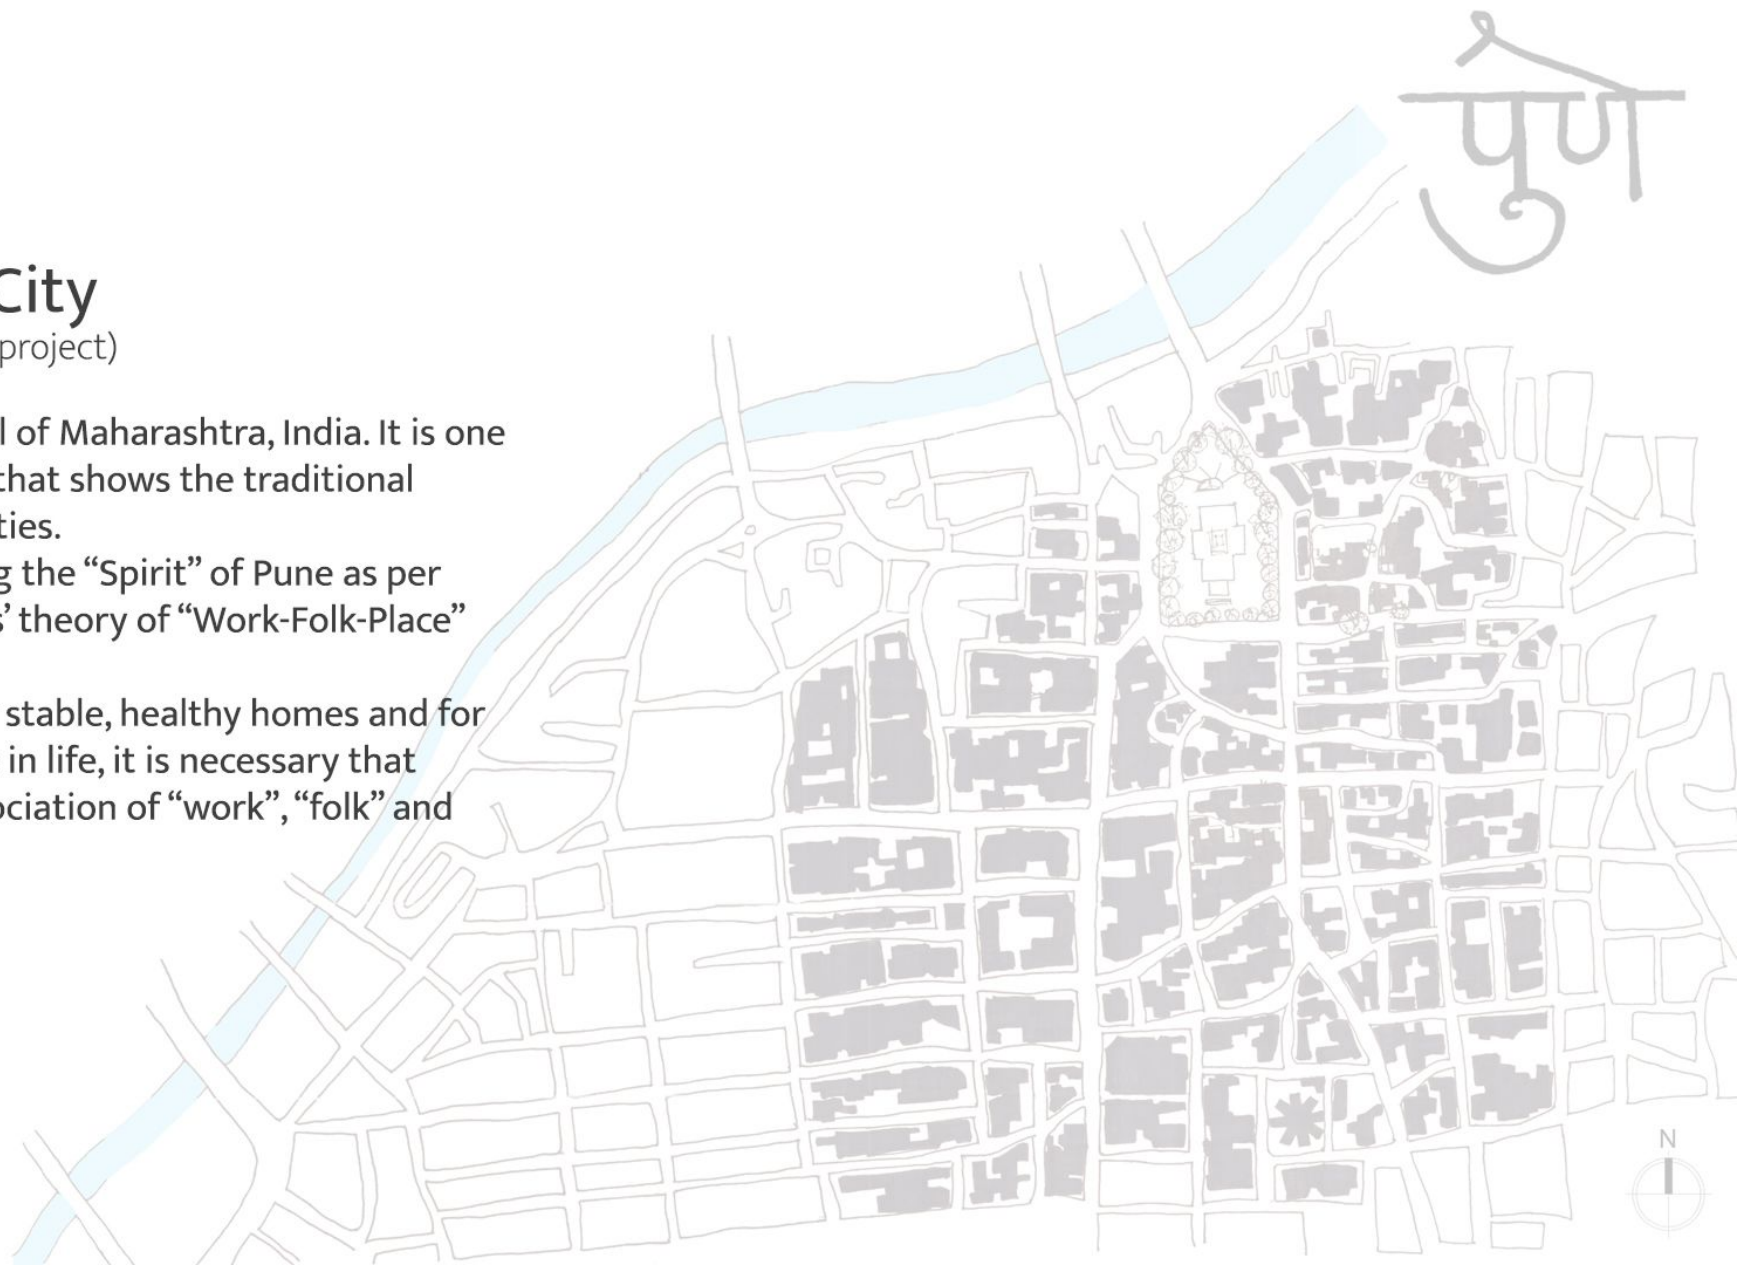 पुणे
City
project)
l of Maharashtra, India. It is one
that shows the traditional
ties.
g the “Spirit” of Pune as per
s’ theory of “Work-Folk-Place”
stable, healthy homes and for
in life, it is necessary that
ociation of “work”, “folk” and
N